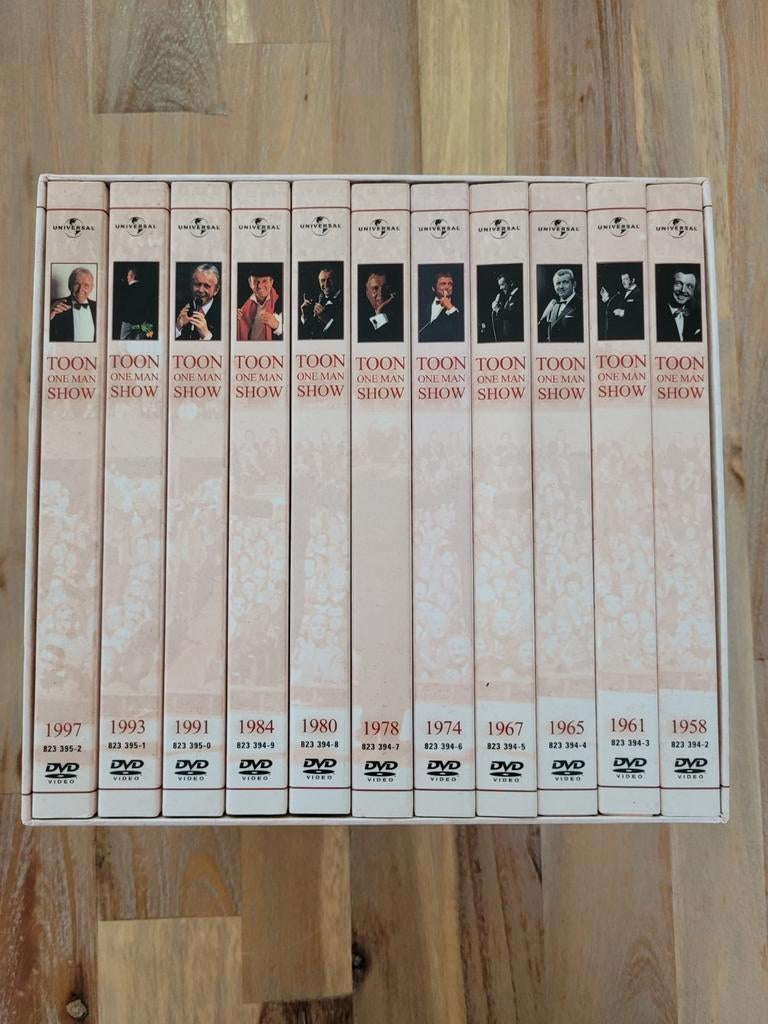 UNIVERSAL
TOON
ONE MAN
SHOW
1997
823 395-2
DVD
VIDEO
UNIVERSAL
TOON
ONE MAN
SHOW
1993
823 395-1
DVD
VIDEO
UNIVERSAL
TOON
ONE MAN
SHOW
1991
823 395-0
DVD
VIDEO
UNIVERSAL
TOON
ONE MAN
SHOW
1984
823 394-9
DVD
VIDEO
UNIVERSAL
TOON
ONE MAN
SHOW
1980
823 394-8
DVD
VIDEO
UNIVERSAL
TOON
ONE MAN
SHOW
1978
823 394-7
DVD
VIDEO
UNIVERSAL
TOON
ONE MAN
SHOW
1974
823 394-6
DVD
VIDEO
UNIVERSAL
TOON
ONE MAN
SHOW
1967
823 394-5
DVD
VIDEO
UNIVERSAL
TOON
ONE MAN
SHOW
1965
823 394-4
DVD
VIDEO
UNIVERSAL
TOON
ONE MAN
SHOW
1961
823 394-3
DVD
VIDEO
UNIVERSAL
TOON
ONE MAN
SHOW
1958
823 394-2
DVD
VIDEO